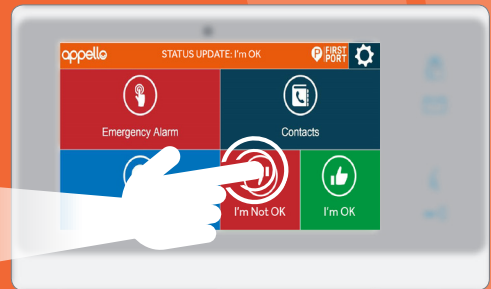 appello STATUS UPDATE: I'm OK FIRST PORT
Emergency Alarm Contacts
I'm Not OK I'm OK